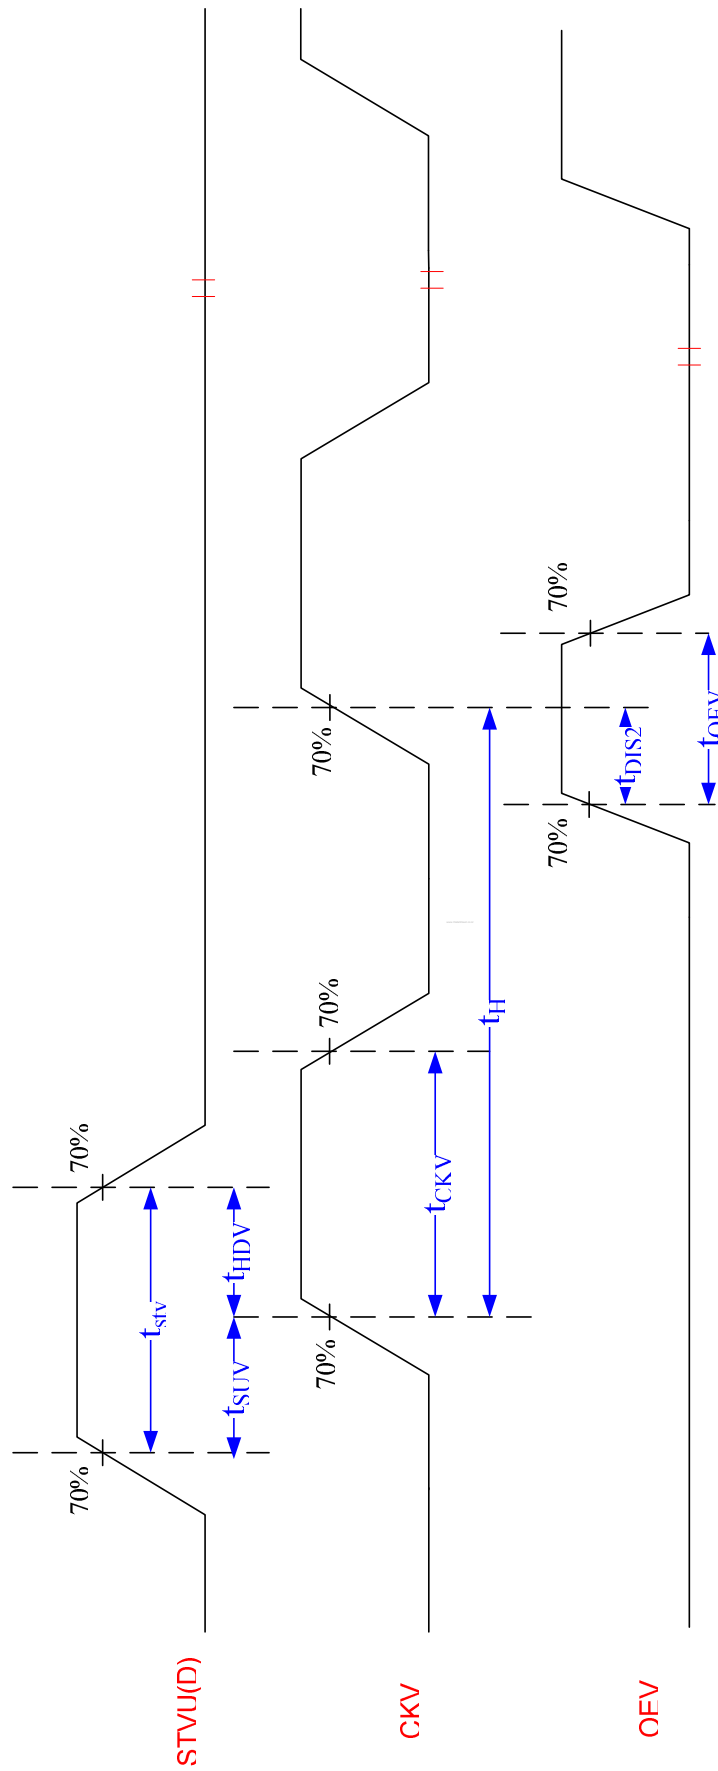 STVU(D)
70%
70%
tstv
tSUV
tHDV
CKV
70%
70%
70%
tCKV
tH
OEV
70%
70%
tDIS2
tOEV